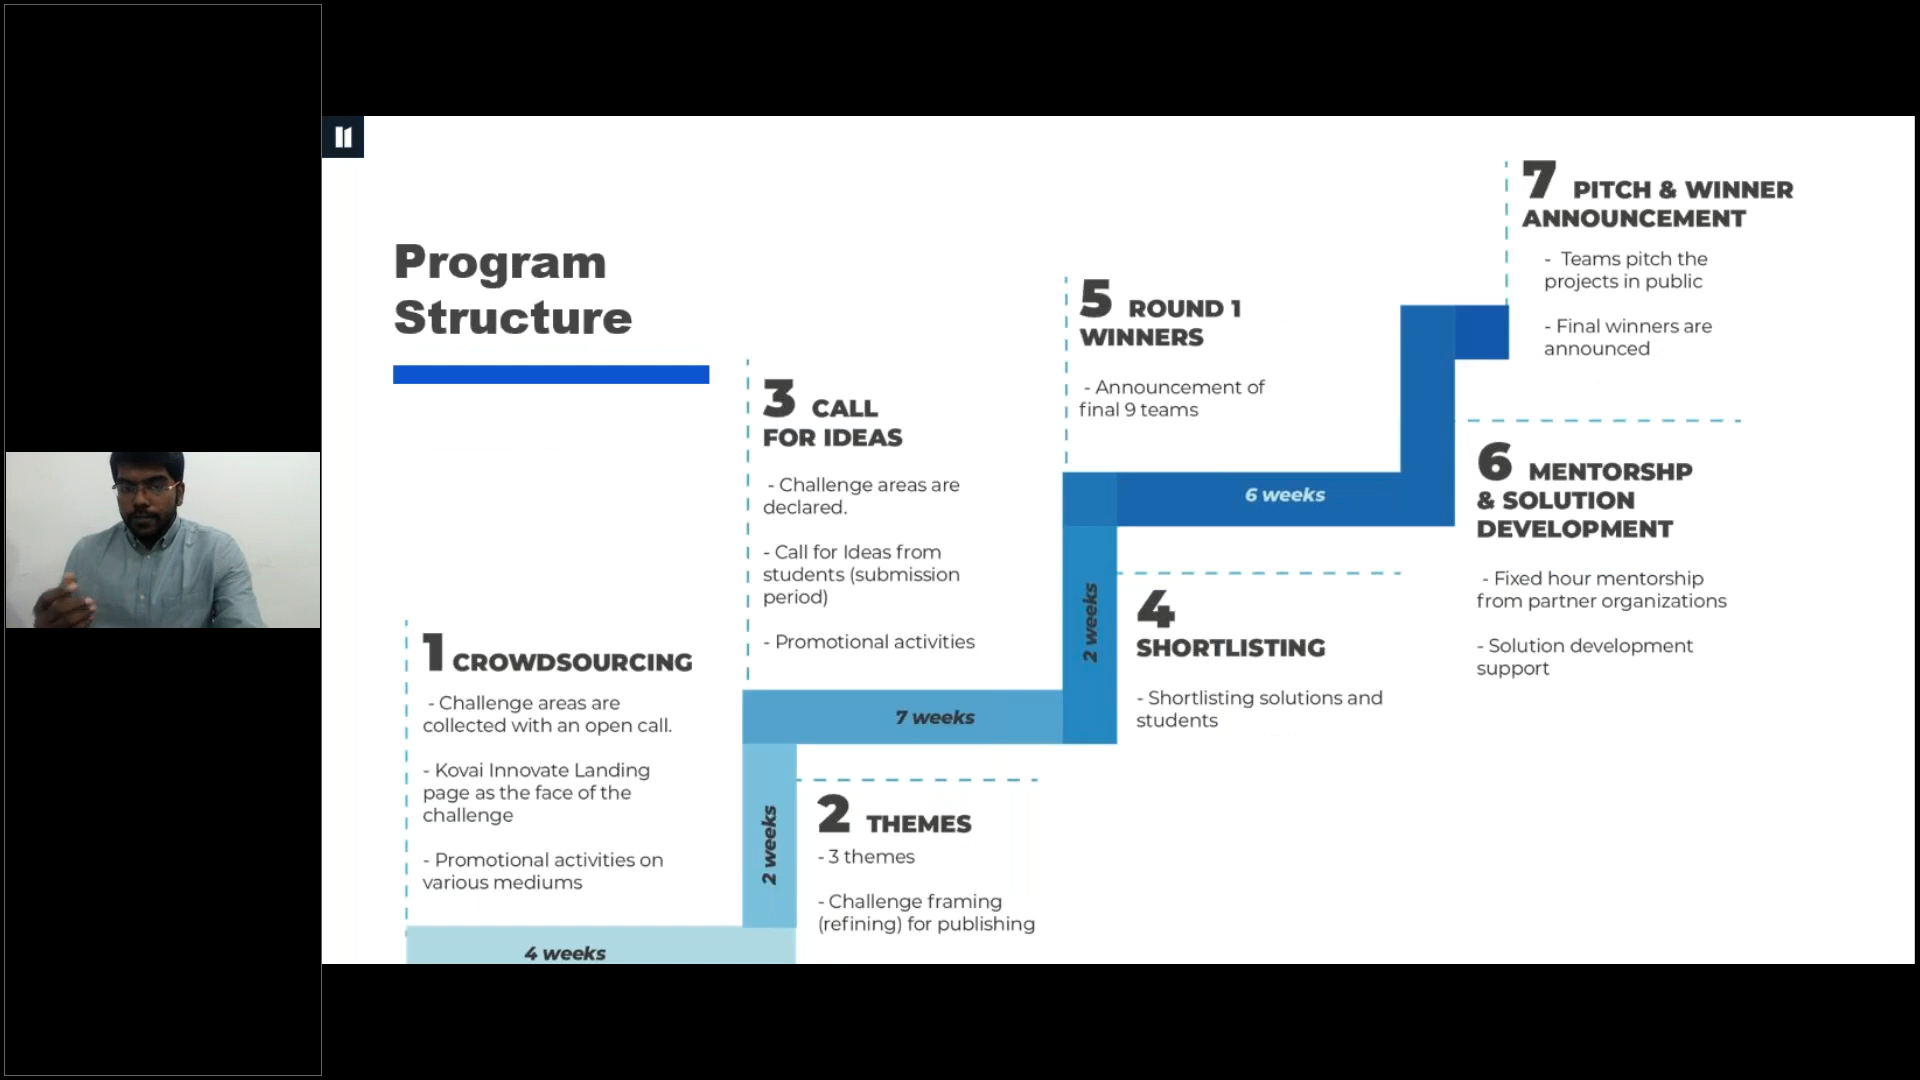 Program
Structure
1 CROWDSOURCING
- Challenge areas are
collected with an open call.
- Kovai Innovate Landing
page as the face of the
challenge
- Promotional activities on
various mediums
4 weeks
2 weeks
2 THEMES
- 3 themes
- Challenge framing
(refining) for publishing
3 CALL
FOR IDEAS
- Challenge areas are
declared.
- Call for Ideas from
students (submission
period)
- Promotional activities
7 weeks
2 weeks
4
SHORTLISTING
- Shortlisting solutions and
students
5 ROUND 1
WINNERS
- Announcement of
final 9 teams
6 weeks
6 MENTORSHP
& SOLUTION
DEVELOPMENT
- Fixed hour mentorship
from partner organizations
- Solution development
support
7 PITCH & WINNER
ANNOUNCEMENT
- Teams pitch the
projects in public
- Final winners are
announced